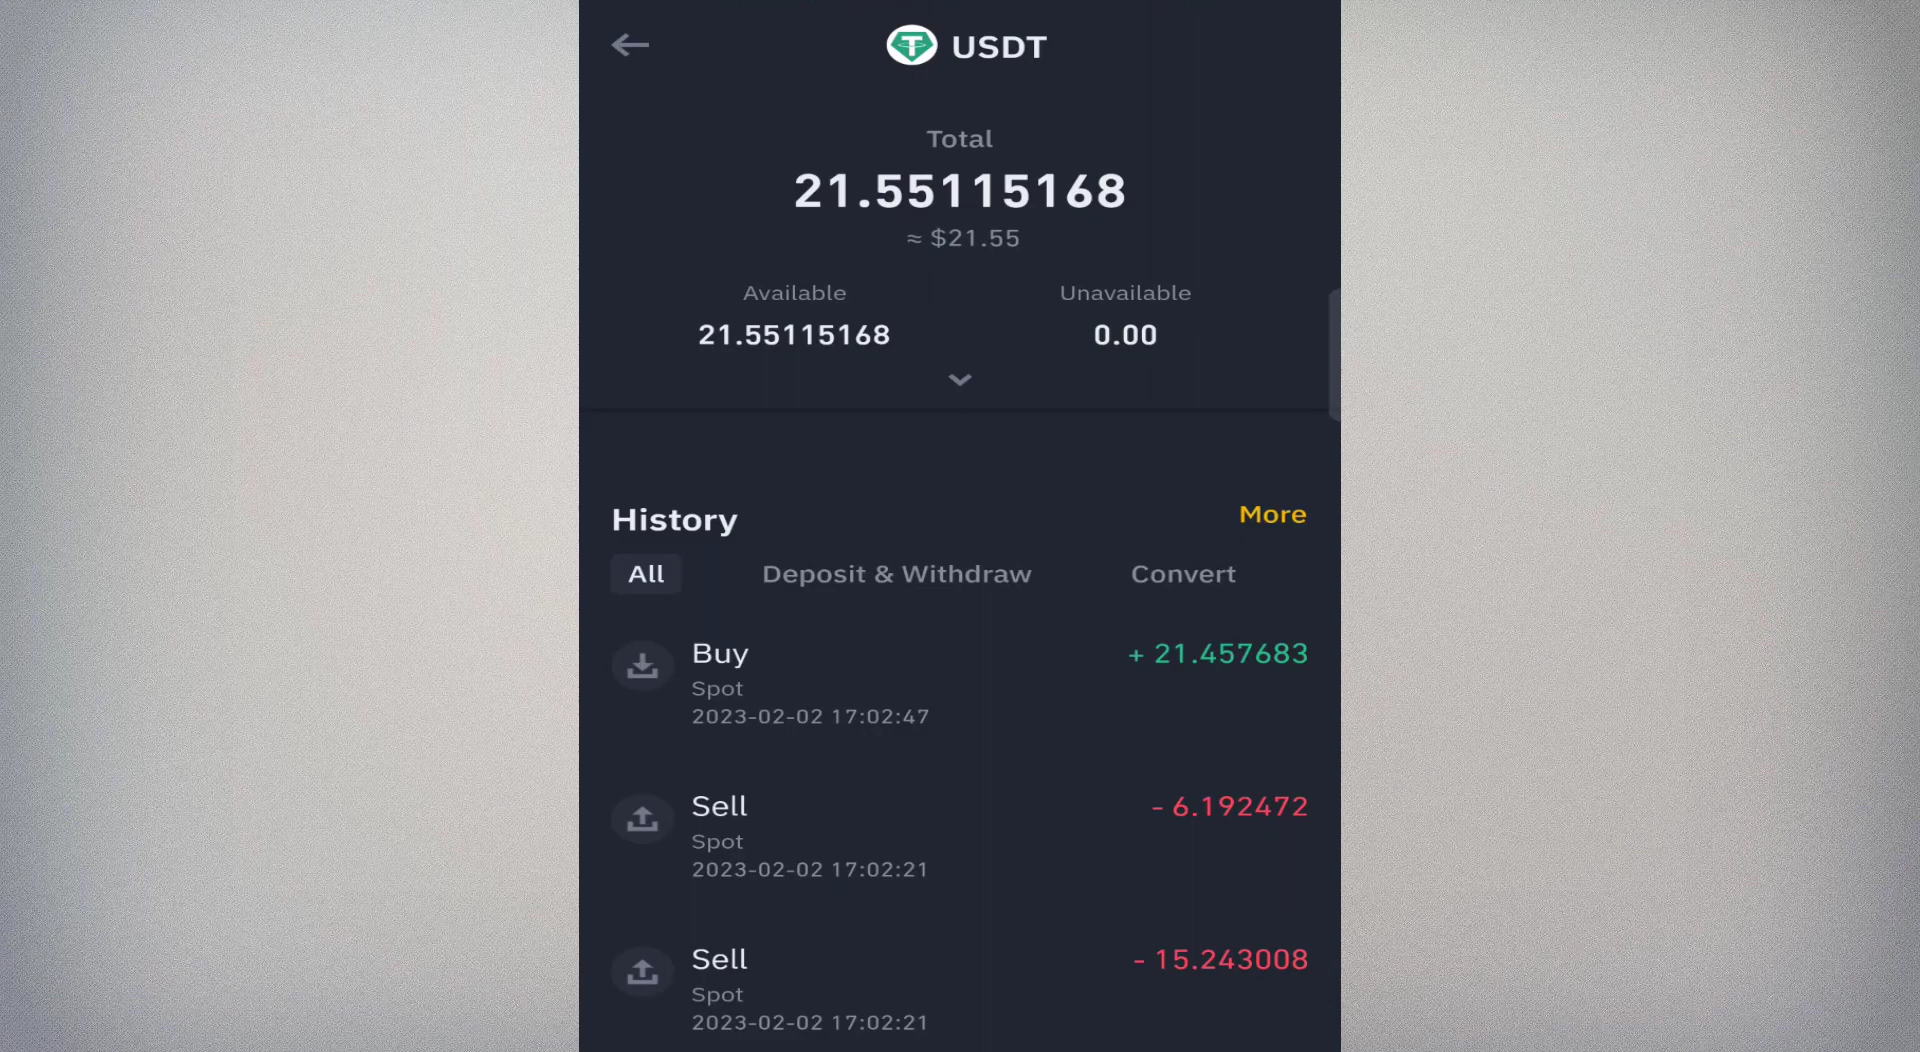 USDT
Total
21.55115168
≈ $21.55
Available Unavailable
21.55115168 0.00
History More
All Deposit & Withdraw Convert
Buy + 21.457683
Spot
2023-02-02 17:02:47
Sell - 6.192472
Spot
2023-02-02 17:02:21
Sell - 15.243008
Spot
2023-02-02 17:02:21